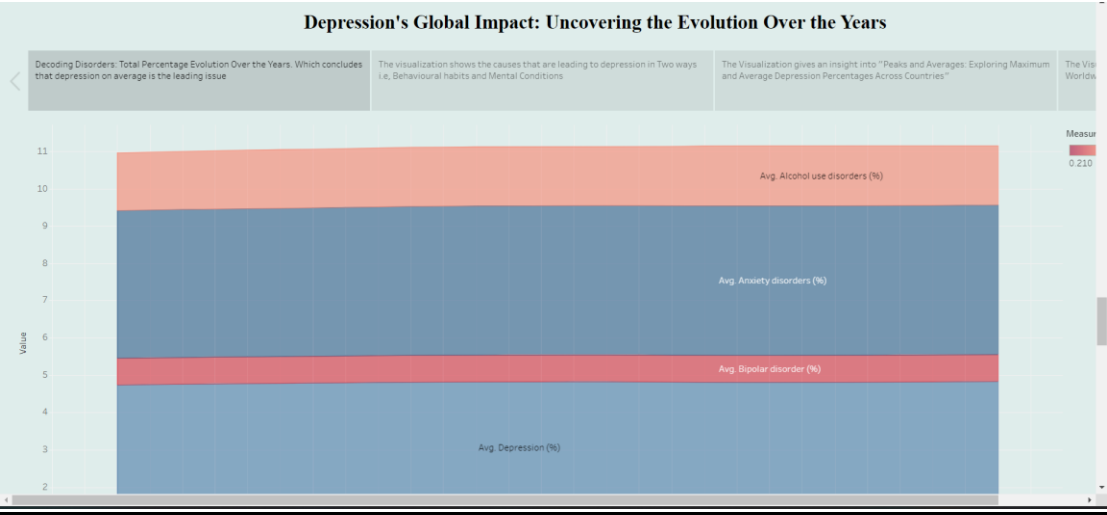 Depression's Global Impact: Uncovering the Evolution Over the Years
Decoding Disorders: Total Percentage Evolution Over the Years. Which concludes
that depression on average is the leading issue
The visualization shows the causes that are leading to depression in Two ways
i.e, Behavioural habits and Mental Conditions
The Visualization gives an insight into "Peaks and Averages: Exploring Maximum
and Average Depression Percentages Across Countries"
The Vis
Worldw
Measur
0.210
11
10
9
8
7
6
5
4
3
2
Value
Avg. Alcohol use disorders (%)
Avg. Anxiety disorders (%)
Avg. Bipolar disorder (%)
Avg. Depression (%)